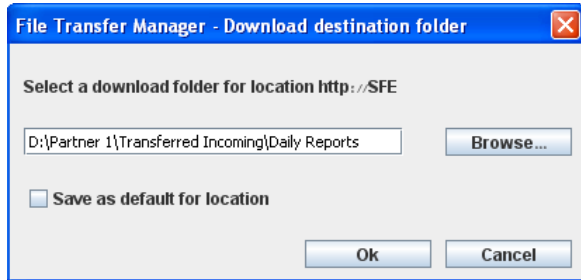 File Transfer Manager - Download destination folder
Select a download folder for location http://SFE
D:\Partner 1\Transferred Incoming\Daily Reports
Browse...
Save as default for location
Ok
Cancel